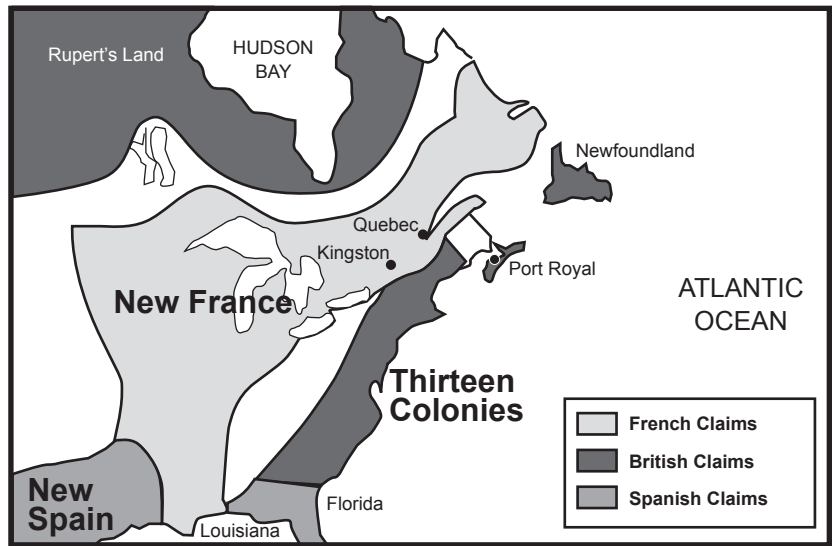 Rupert's Land
HUDSON
BAY
Newfoundland
Quebec
Kingston
Port Royal
New France
ATLANTIC
OCEAN
Thirteen
Colonies
French Claims
British Claims
Spanish Claims
New
Spain
Louisiana
Florida